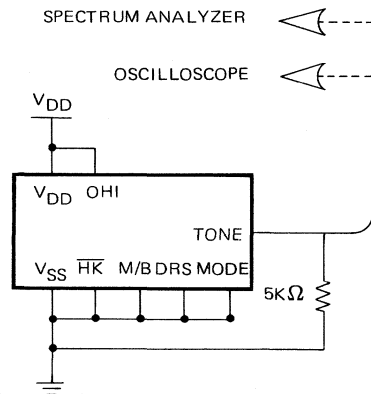 SPECTRUM ANALYZER
OSCILLOSCOPE
VDD
VDD OHI
TONE
VSS HK M/B DRS MODE
5KΩ